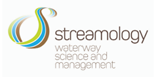 streamology
waterway
science and
management